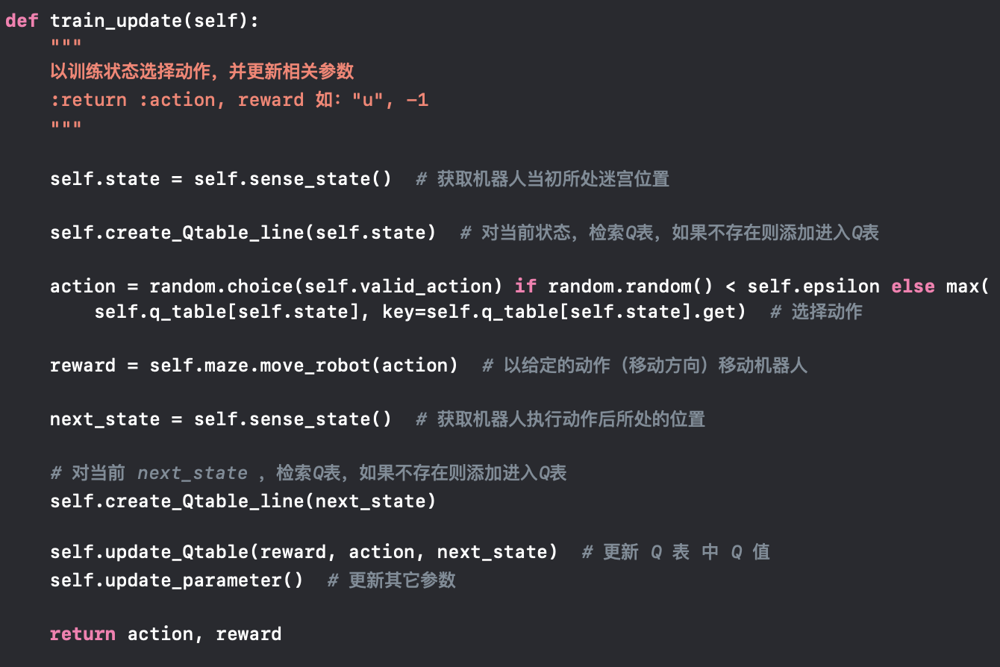 def train_update(self):
    """
    以训练状态选择动作，并更新相关参数
    :return :action, reward 如："u", -1
    """
    self.state = self.sense_state()  # 获取机器人当初所处迷宫位置
    self.create_Qtable_line(self.state)  # 对当前状态，检索Q表，如果不存在则添加进入Q表
    action = random.choice(self.valid_action) if random.random() < self.epsilon else max(
        self.q_table[self.state], key=self.q_table[self.state].get)  # 选择动作
    reward = self.maze.move_robot(action)  # 以给定的动作（移动方向）移动机器人
    next_state = self.sense_state()  # 获取机器人执行动作后所处的位置
    # 对当前 next_state ，检索Q表，如果不存在则添加进入Q表
    self.create_Qtable_line(next_state)
    self.update_Qtable(reward, action, next_state)  # 更新 Q 表 中 Q 值
    self.update_parameter()  # 更新其它参数
    return action, reward